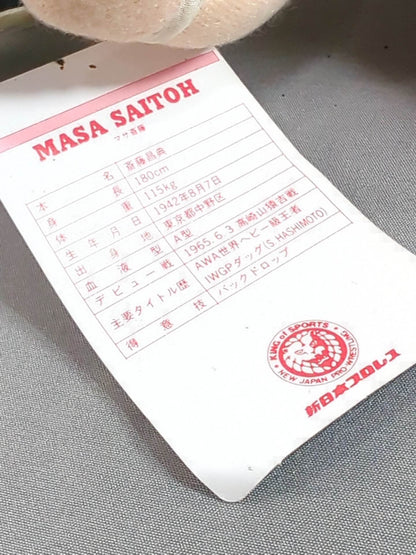 MASA SAITOH
マサ斎藤
本 名 斎藤昌典
身 長 180cm
体 重 115kg
生年月日 1942年8月7日
出身地 東京都中野区
血液型 A型
デビュー戦 1965.6.3高崎山猿吉戦
主要タイトル歴 AWA世界ヘビー級王者
IWGPタッグ(S.HASHIMOTO)
得意技 バックドロップ
KING of SPORTS
NEW JAPAN PRO WRESTLING
新日本プロレス